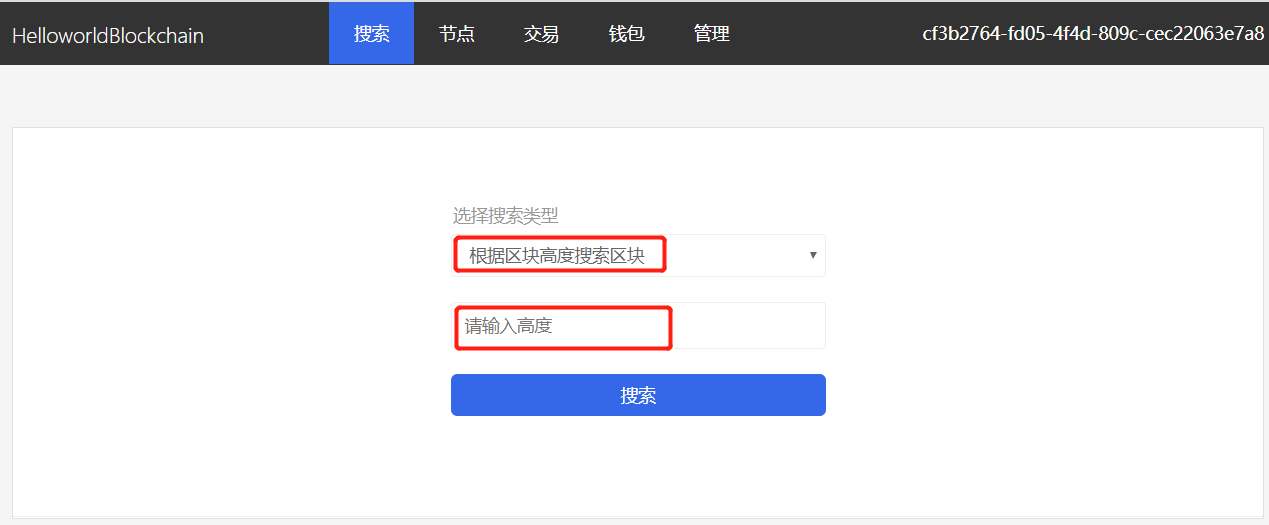 HelloworldBlockchain 搜索 节点 交易 钱包 管理 cf3b2764-fd05-4f4d-809c-cec22063e7a8
选择搜索类型
根据区块高度搜索区块
请输入高度
搜索